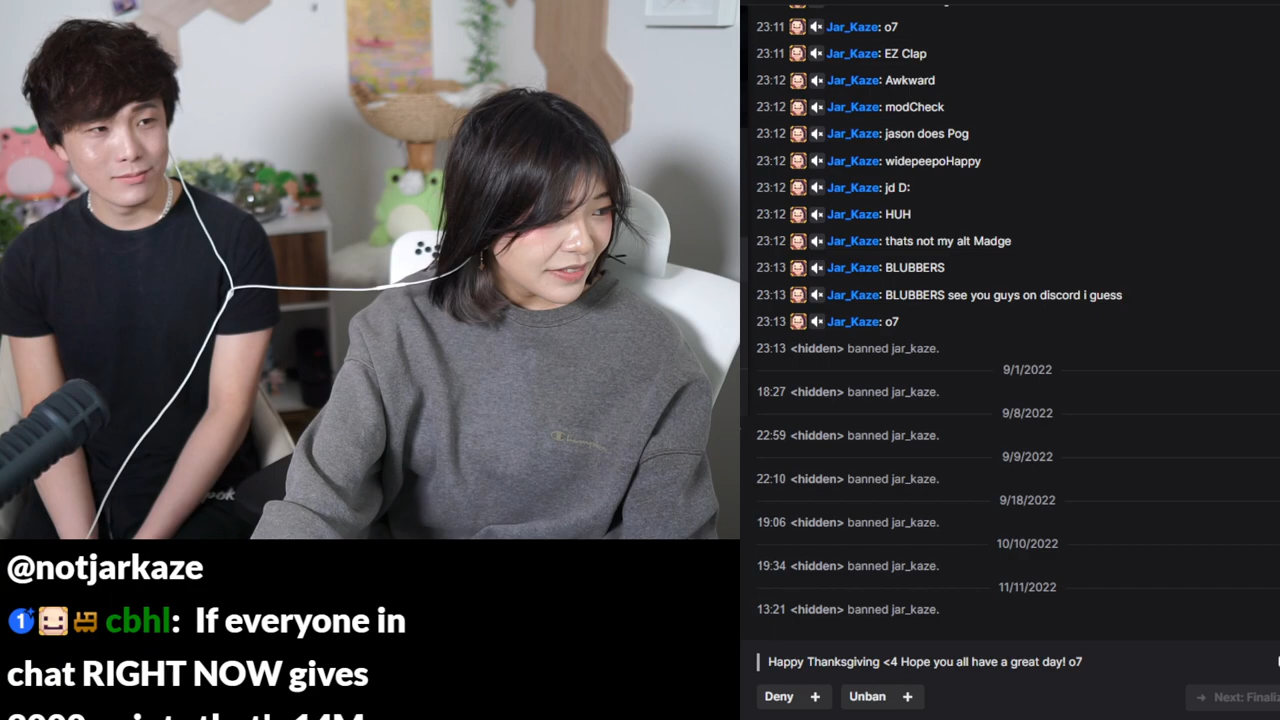 23:11 Jar_Kaze: o7
23:11 Jar_Kaze: EZ Clap
23:12 Jar_Kaze: Awkward
23:12 Jar_Kaze: modCheck
23:12 Jar_Kaze: jason does Pog
23:12 Jar_Kaze: widepeepoHappy
23:12 Jar_Kaze: jd D:
23:12 Jar_Kaze: HUH
23:12 Jar_Kaze: thats not my alt Madge
23:13 Jar_Kaze: BLUBBERS
23:13 Jar_Kaze: BLUBBERS see you guys on discord i guess
23:13 Jar_Kaze: o7
23:13 <hidden> banned jar_kaze.
9/1/2022
18:27 <hidden> banned jar_kaze.
9/8/2022
22:59 <hidden> banned jar_kaze.
9/9/2022
22:10 <hidden> banned jar_kaze.
9/18/2022
19:06 <hidden> banned jar_kaze.
10/10/2022
19:34 <hidden> banned jar_kaze.
11/11/2022
13:21 <hidden> banned jar_kaze.
Happy Thanksgiving <4 Hope you all have a great day! o7
Deny + Unban + → Next: Finaliz
Champion
@notjarkaze
1 cbhl: If everyone in
chat RIGHT NOW gives